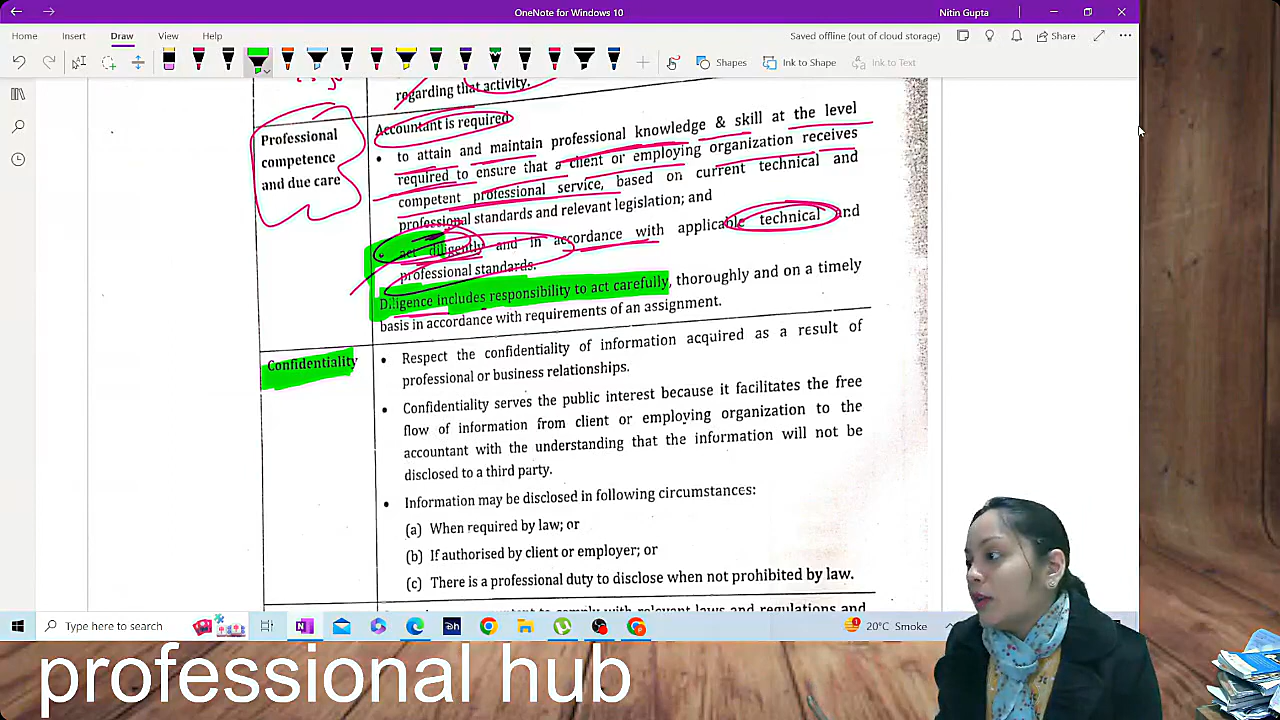 OneNote for Windows 10
Nitin Gupta
Home Insert Draw View Help
Saved offline (out of cloud storage)
Share
Shapes
Ink to Shape
Ink to Text
regarding that activity.
Professional
competence
and due care
Accountant is required
• to attain and maintain professional knowledge & skill at the level
required to ensure that a client or employing organization receives
competent professional service, based on current technical and
professional standards and relevant legislation; and
• act diligently and in accordance with applicable technical and
professional standards.
Diligence includes responsibility to act carefully, thoroughly and on a timely
basis in accordance with requirements of an assignment.
Confidentiality
• Respect the confidentiality of information acquired as a result of
professional or business relationships.
• Confidentiality serves the public interest because it facilitates the free
flow of information from client or employing organization to the
accountant with the understanding that the information will not be
disclosed to a third party.
• Information may be disclosed in following circumstances:
(a) When required by law; or
(b) If authorised by client or employer; or
(c) There is a professional duty to disclose when not prohibited by law.
to comply with relevant laws and regulations and
Type here to search
20°C Smoke
professional hub